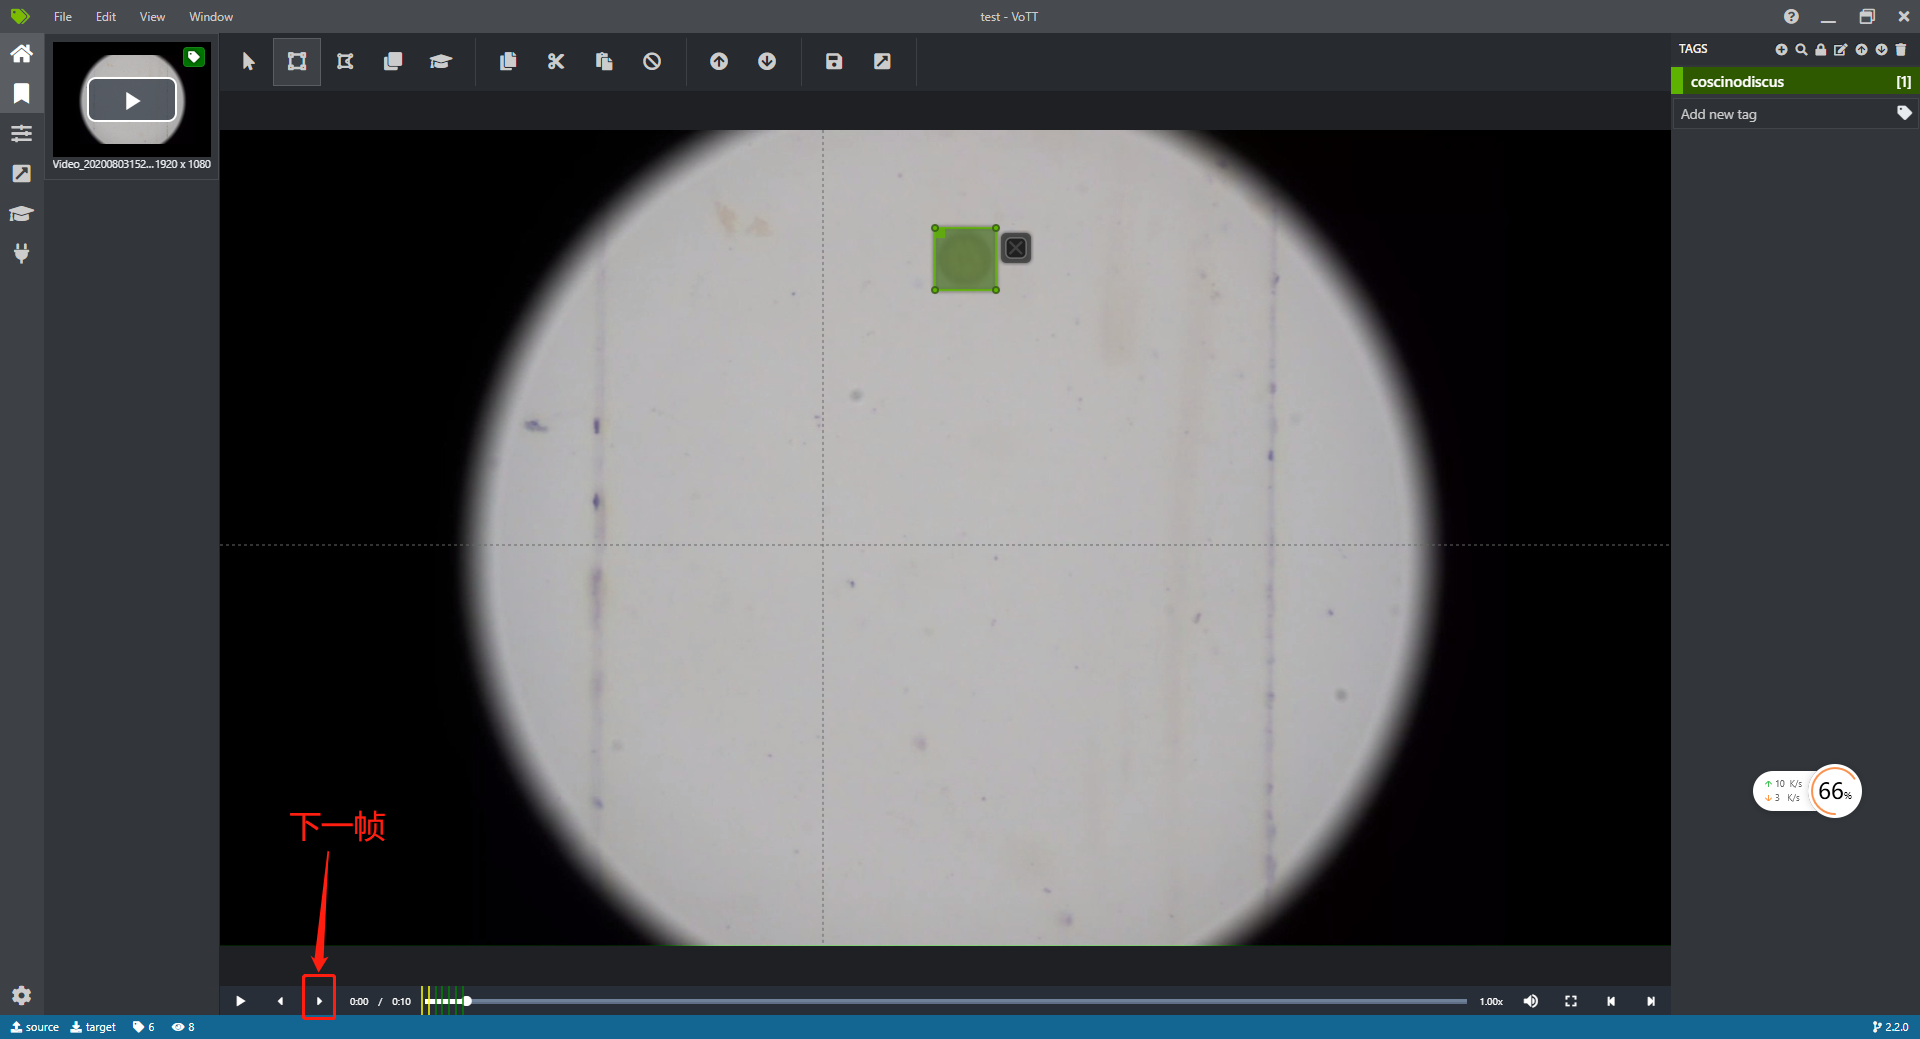 File Edit View Window
test - VoTT
TAGS
coscinodiscus [1]
Add new tag
Video_20200803152... 1920 x 1080
10 K/s
3 K/s
66%
下一帧
0:00 / 0:10
1.00x
source target 6 8
2.2.0